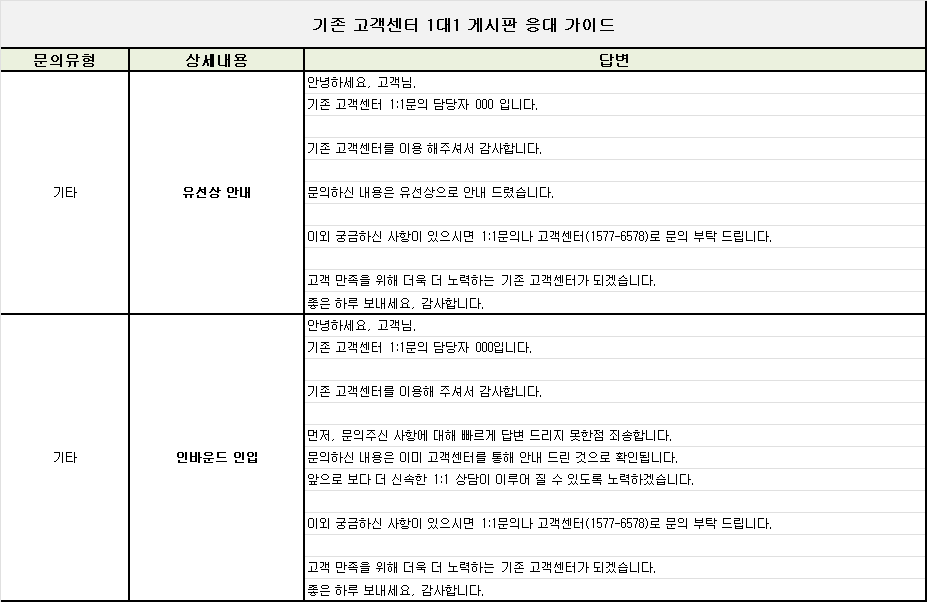 기존 고객센터 1대1 게시판 응대 가이드
문의유형 상세내용 답변
안녕하세요, 고객님.
기존 고객센터 1:1문의 담당자 000 입니다.
기존 고객센터를 이용 해주셔서 감사합니다.
기타 유선상 안내 문의하신 내용은 유선상으로 안내 드렸습니다.
이외 궁금하신 사항이 있으시면 1:1문의나 고객센터(1577-6578)로 문의 부탁 드립니다.
고객 만족을 위해 더욱 더 노력하는 기존 고객센터가 되겠습니다.
좋은 하루 보내세요, 감사합니다.
안녕하세요, 고객님.
기존 고객센터 1:1문의 담당자 000입니다.
기존 고객센터를 이용해 주셔서 감사합니다.
먼저, 문의주신 사항에 대해 빠르게 답변 드리지 못한점 죄송합니다.
기타 인바운드 인입 문의하신 내용은 이미 고객센터를 통해 안내 드린 것으로 확인됩니다.
앞으로 보다 더 신속한 1:1 상담이 이루어 질 수 있도록 노력하겠습니다.
이외 궁금하신 사항이 있으시면 1:1문의나 고객센터(1577-6578)로 문의 부탁 드립니다.
고객 만족을 위해 더욱 더 노력하는 기존 고객센터가 되겠습니다.
좋은 하루 보내세요, 감사합니다.